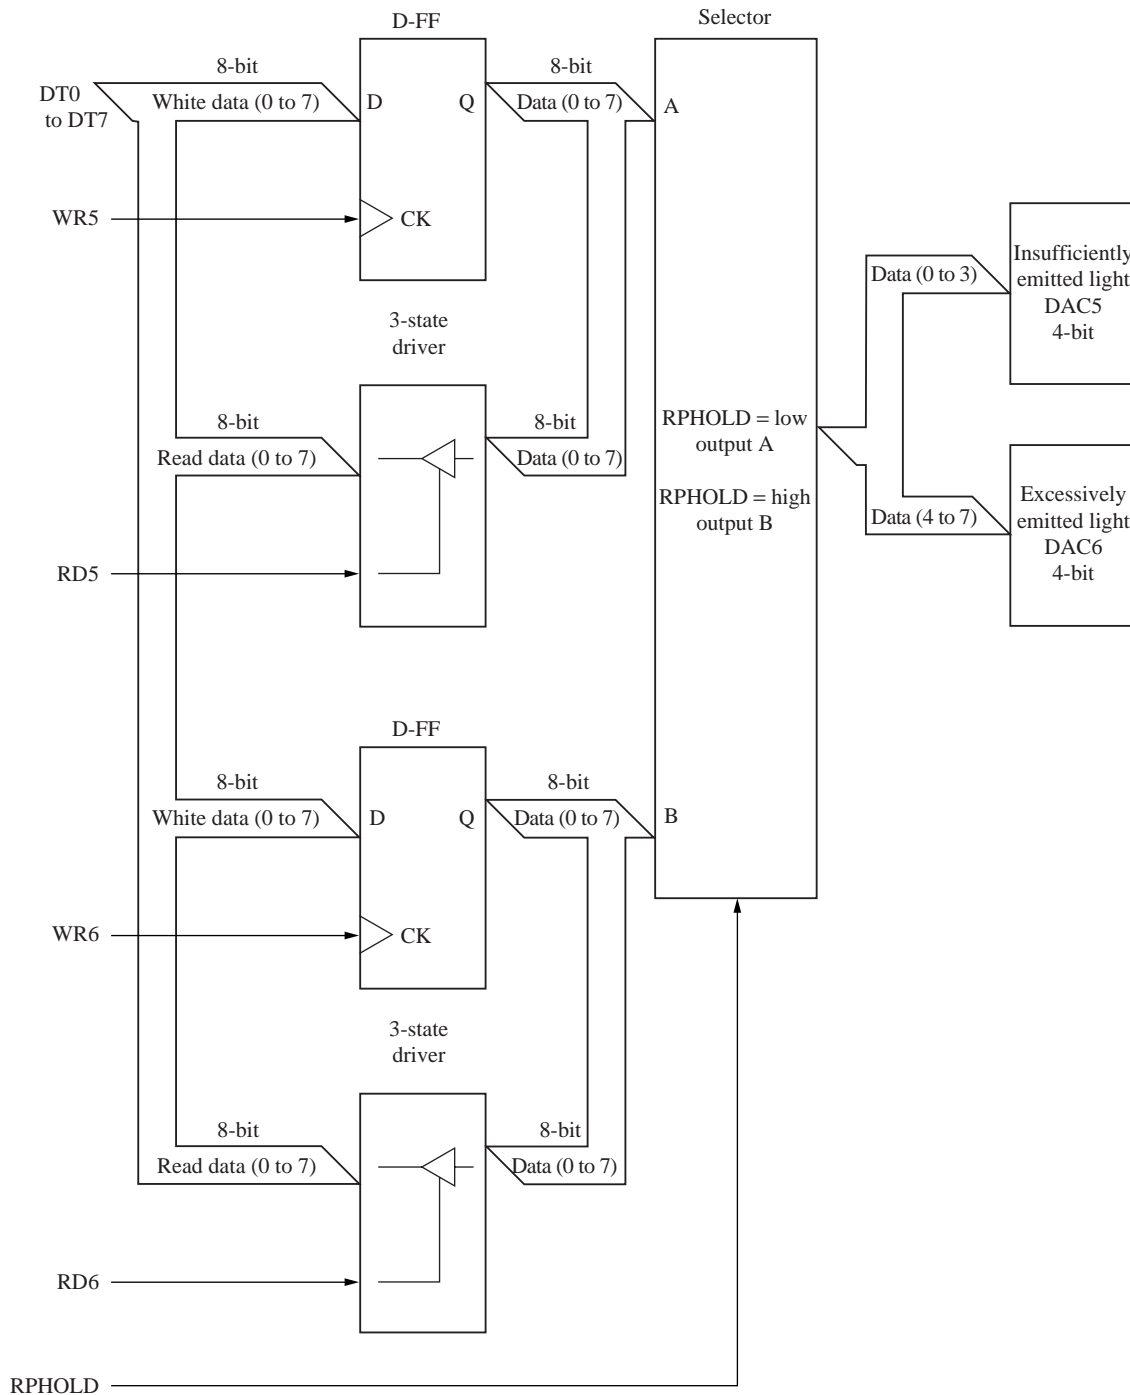 D-FF
Selector
8-bit
8-bit
DT0
to DT7
White data (0 to 7)
D
Q
Data (0 to 7)
A
WR5
CK
Insufficiently
emitted light
DAC5
4-bit
Data (0 to 3)
3-state
driver
8-bit
8-bit
RPHOLD = low
output A
Read data (0 to 7)
Data (0 to 7)
RPHOLD = high
output B
Data (4 to 7)
Excessively
emitted light
DAC6
4-bit
RD5
D-FF
8-bit
8-bit
White data (0 to 7)
D
Q
Data (0 to 7)
B
WR6
CK
3-state
driver
8-bit
8-bit
Read data (0 to 7)
Data (0 to 7)
RD6
RPHOLD